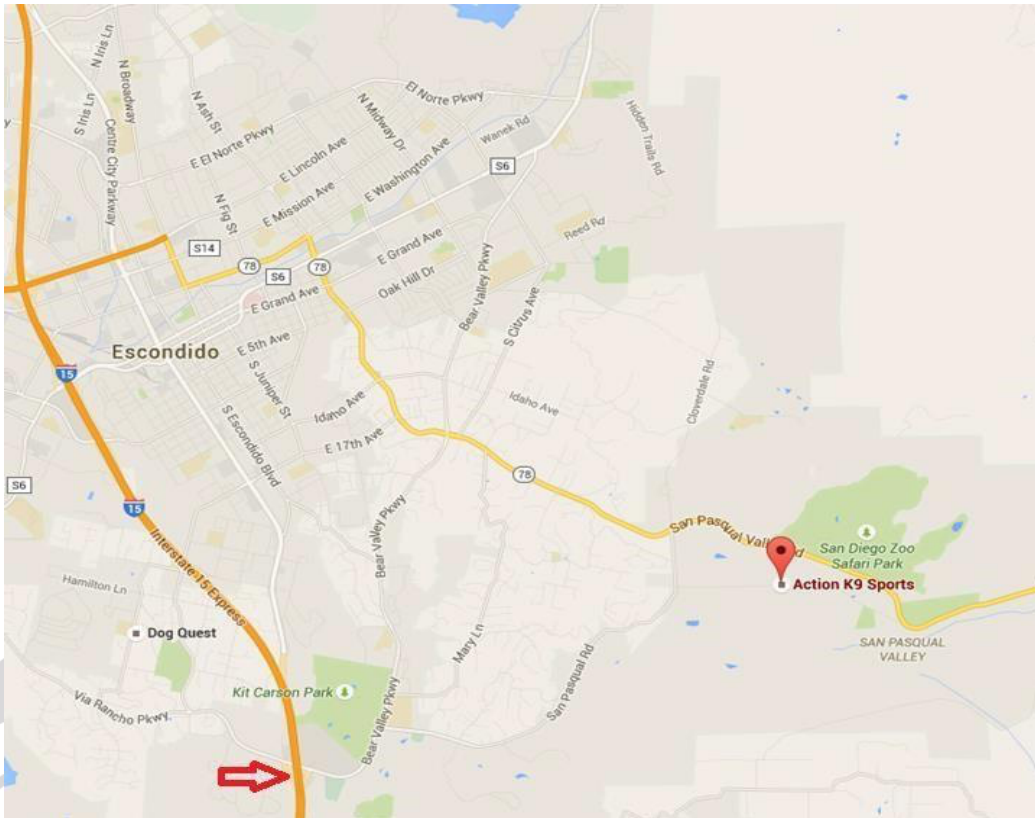 N Iris Ln
S Iris Ln
N Broadway
Centre City Parkway
N Ash St
N Midway Dr
El Norte Pkwy
E El Norte Pkwy
E Lincoln Ave
Wanek Rd
Hidden Trails Rd
E Washington Ave
S6
E Mission Ave
N Fig St
Reed Rd
S14
E Grand Ave
78
78
S6
Oak Hill Dr
Bear Valley Pkwy
S Citrus Ave
E Grand Ave
Escondido
E 5th Ave
15
S Juniper St
Cloverdale Rd
Idaho Ave
Idaho Ave
S Escondido Blvd
E 17th Ave
78
S6
15
Bear Valley Pkwy
San Pasqual Valley Rd
San Diego Zoo
Safari Park
Interstate 15 Express
Hamilton Ln
Action K9 Sports
Dog Quest
Mary Ln
SAN PASQUAL
VALLEY
San Pasqual Rd
Kit Carson Park
Via Rancho Pkwy
Bear Valley Pkwy